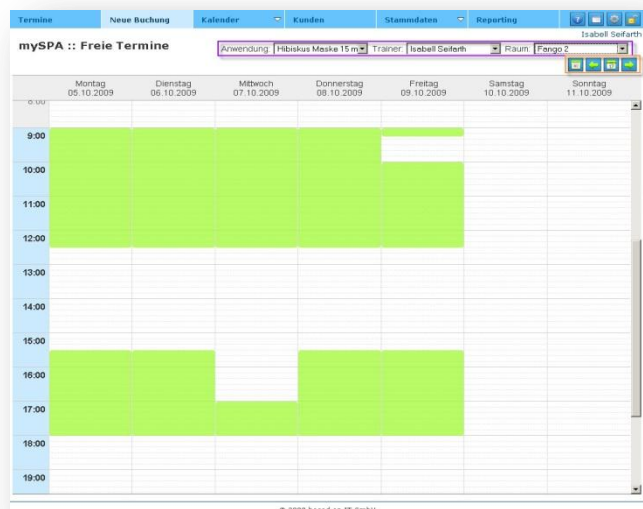 Termine Neue Buchung Kalender Kunden Stammdaten Reporting
Isabell Seifarth
mySPA :: Freie Termine
Anwendung: Hibiskus Maske 15 m Trainer: Isabell Seifarth Raum: Fango 2
Montag Dienstag Mittwoch Donnerstag Freitag Samstag Sonntag
05.10.2009 06.10.2009 07.10.2009 08.10.2009 09.10.2009 10.10.2009 11.10.2009
8:00
9:00
10:00
11:00
12:00
13:00
14:00
15:00
16:00
17:00
18:00
19:00